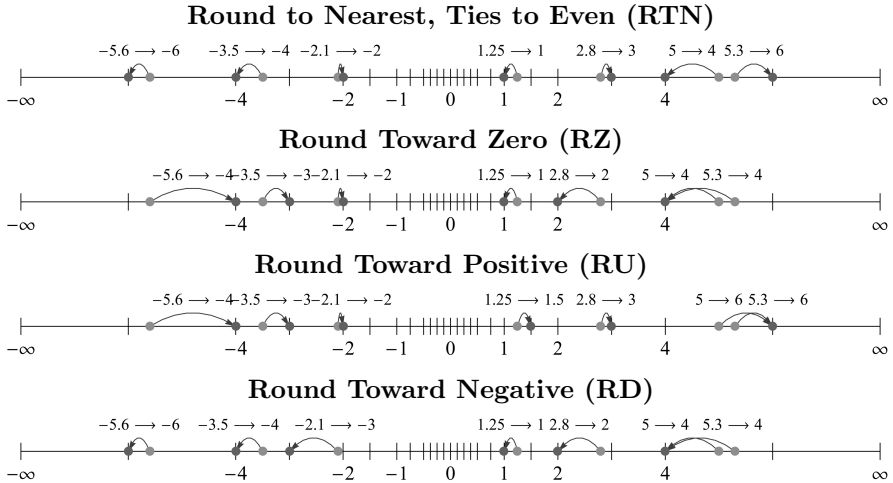 Round to Nearest, Ties to Even (RTN)
−5.6 → −6 −3.5 → −4 −2.1 → −2 1.25 → 1 2.8 → 3 5 → 4 5.3 → 6
−∞ −4 −2 −1 0 1 2 4 ∞
Round Toward Zero (RZ)
−5.6 → −4 −3.5 → −3 −2.1 → −2 1.25 → 1 2.8 → 2 5 → 4 5.3 → 4
−∞ −4 −2 −1 0 1 2 4 ∞
Round Toward Positive (RU)
−5.6 → −4 −3.5 → −3 −2.1 → −2 1.25 → 1.5 2.8 → 3 5 → 6 5.3 → 6
−∞ −4 −2 −1 0 1 2 4 ∞
Round Toward Negative (RD)
−5.6 → −6 −3.5 → −4 −2.1 → −3 1.25 → 1 2.8 → 2 5 → 4 5.3 → 4
−∞ −4 −2 −1 0 1 2 4 ∞